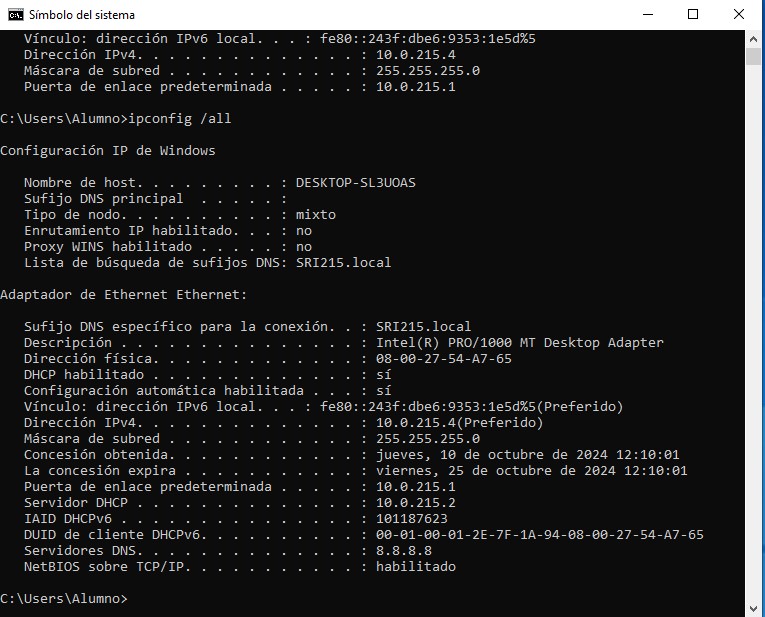 Símbolo del sistema
Vínculo: dirección IPv6 local. . . : fe80::243f:dbe6:9353:1e5d%5
Dirección IPv4. . . . . . . . . . . . . . : 10.0.215.4
Máscara de subred . . . . . . . . . . . . : 255.255.255.0
Puerta de enlace predeterminada . . . . . : 10.0.215.1
C:\Users\Alumno>ipconfig /all
Configuración IP de Windows
Nombre de host. . . . . . . . . : DESKTOP-SL3UOAS
Sufijo DNS principal  . . . . . :
Tipo de nodo. . . . . . . . . . : mixto
Enrutamiento IP habilitado. . . : no
Proxy WINS habilitado . . . . . : no
Lista de búsqueda de sufijos DNS: SRI215.local
Adaptador de Ethernet Ethernet:
Sufijo DNS específico para la conexión. . : SRI215.local
Descripción . . . . . . . . . . . . . . . : Intel(R) PRO/1000 MT Desktop Adapter
Dirección física. . . . . . . . . . . . . : 08-00-27-54-A7-65
DHCP habilitado . . . . . . . . . . . . . : sí
Configuración automática habilitada . . . : sí
Vínculo: dirección IPv6 local. . . : fe80::243f:dbe6:9353:1e5d%5(Preferido)
Dirección IPv4. . . . . . . . . . . . . . : 10.0.215.4(Preferido)
Máscara de subred . . . . . . . . . . . . : 255.255.255.0
Concesión obtenida. . . . . . . . . . . . : jueves, 10 de octubre de 2024 12:10:01
La concesión expira . . . . . . . . . . . : viernes, 25 de octubre de 2024 12:10:01
Puerta de enlace predeterminada . . . . . : 10.0.215.1
Servidor DHCP . . . . . . . . . . . . . . : 10.0.215.2
IAID DHCPv6 . . . . . . . . . . . . . . . : 101187623
DUID de cliente DHCPv6. . . . . . . . . . : 00-01-00-01-2E-7F-1A-94-08-00-27-54-A7-65
Servidores DNS. . . . . . . . . . . . . . : 8.8.8.8
NetBIOS sobre TCP/IP. . . . . . . . . . . : habilitado
C:\Users\Alumno>